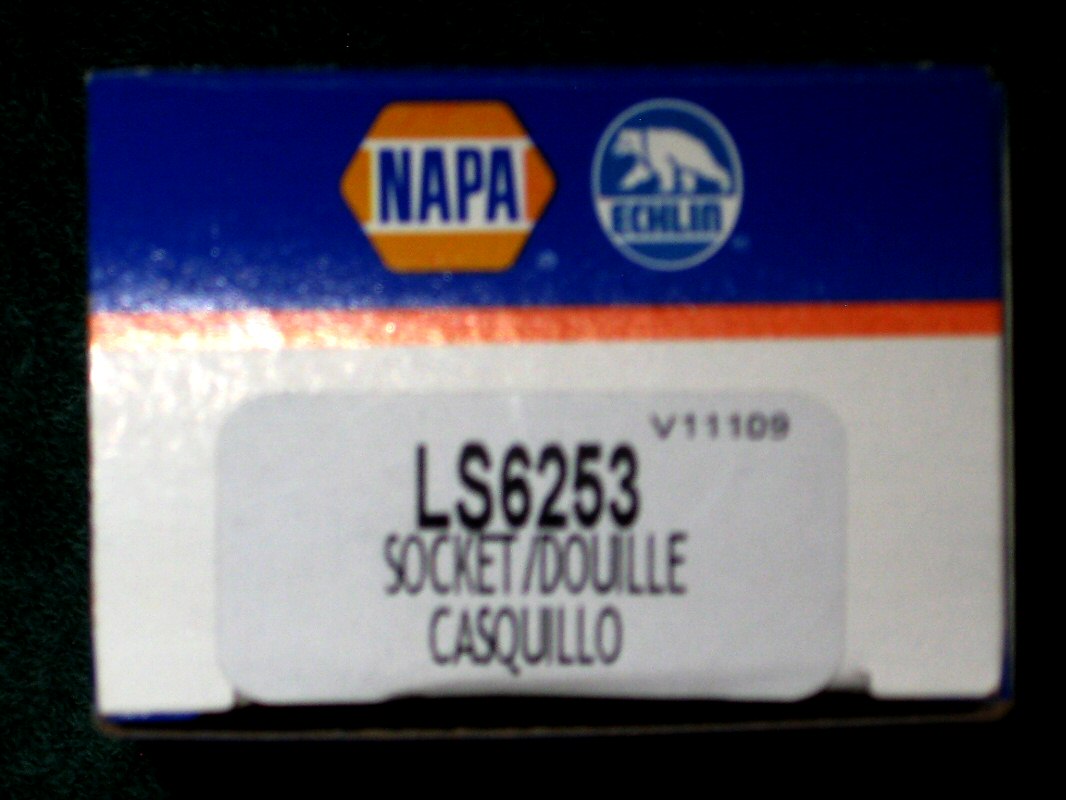 NAPA
ECHLIN
V11109
LS6253
SOCKET/DOUILLE
CASQUILLO